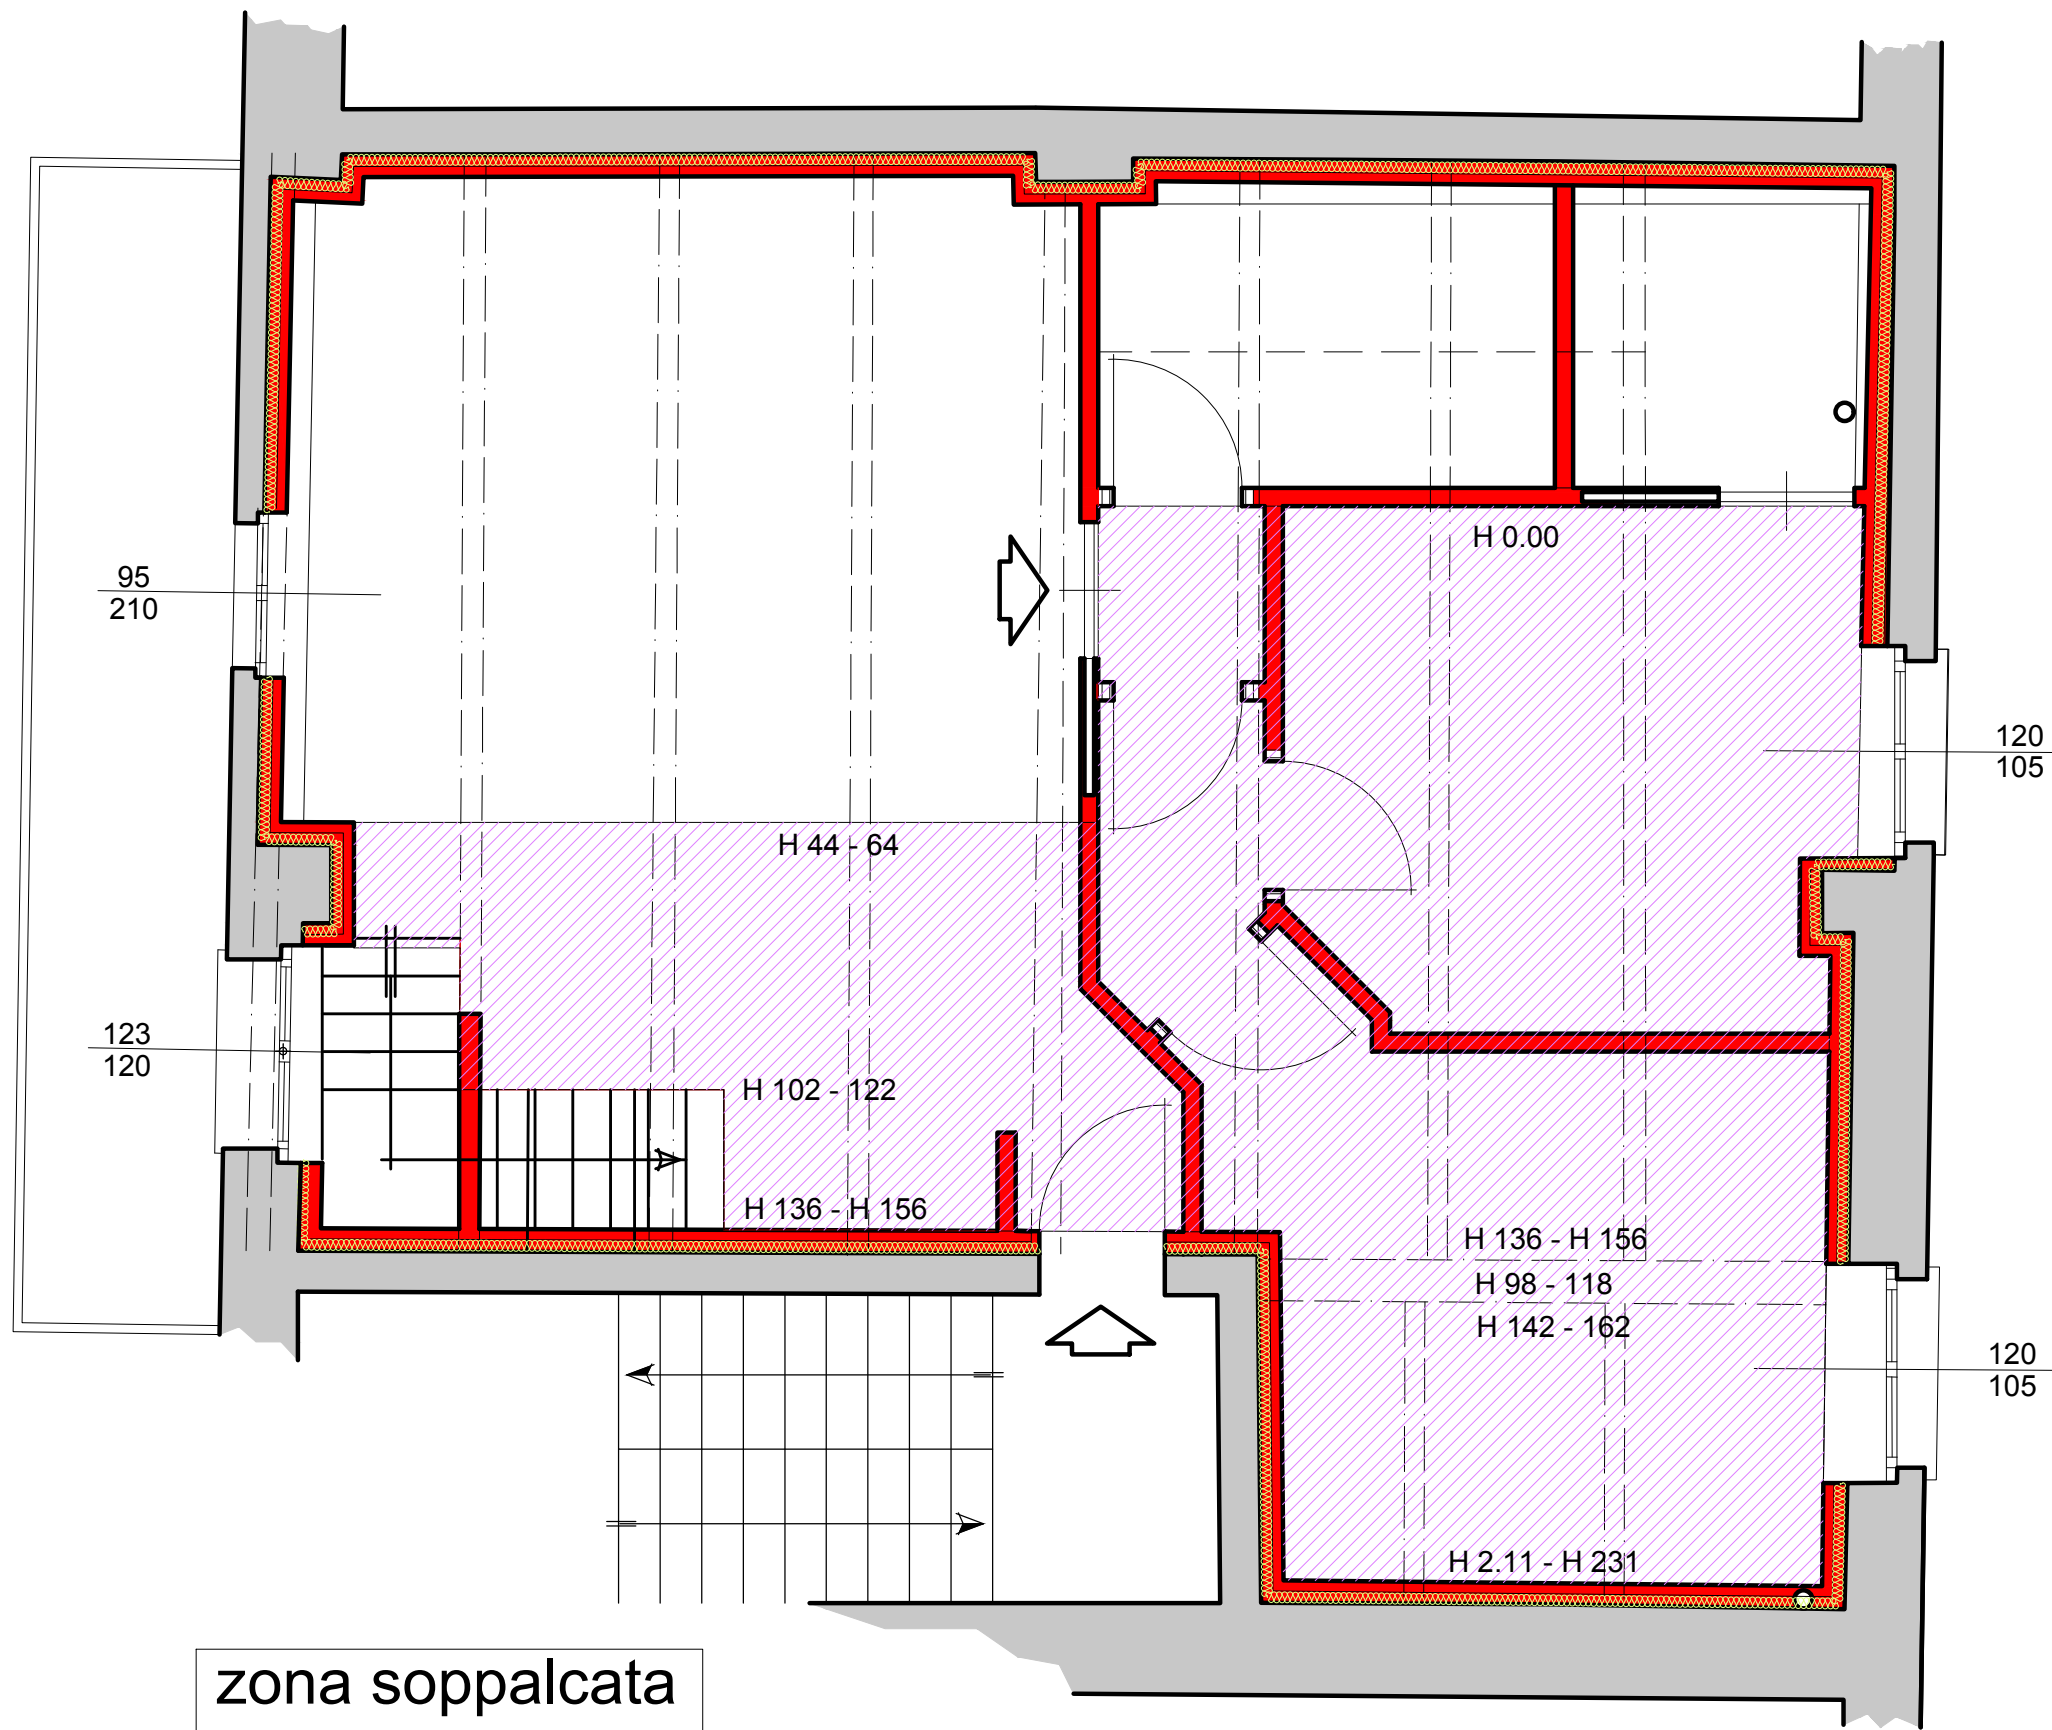 H 0.00
95
210
120
105
H 44 - 64
123
120
H 102 - 122
H 136 - H 156
H 136 - H 156
H 98 - 118
H 142 - 162
120
105
H 2.11 - H 231
zona soppalcata